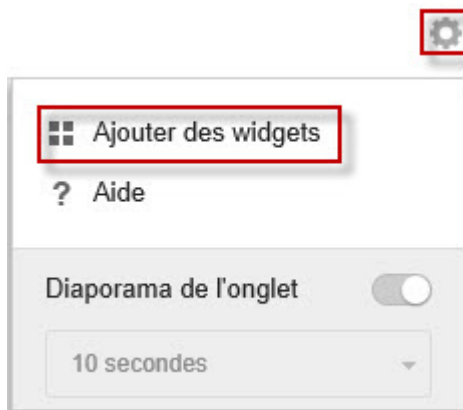 Ajouter des widgets
? Aide
Diaporama de l'onglet
10 secondes